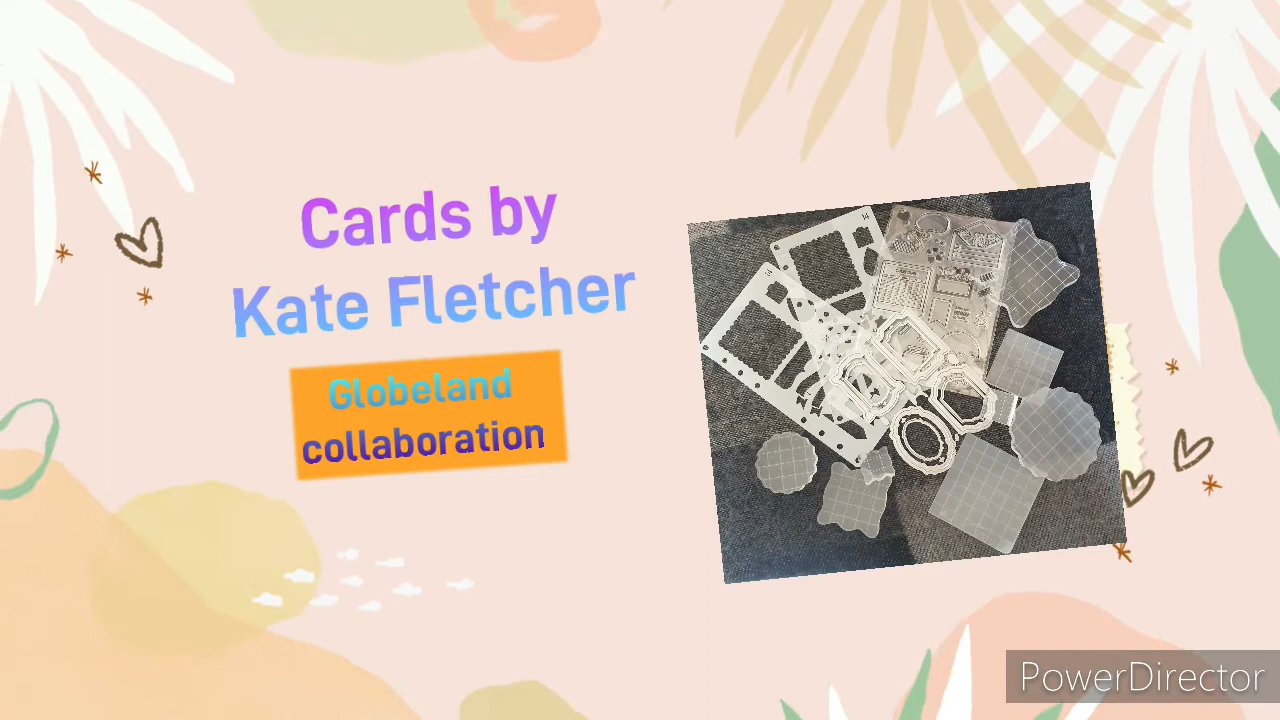 Cards by
Kate Fletcher
Globeland
collaboration
PowerDirector